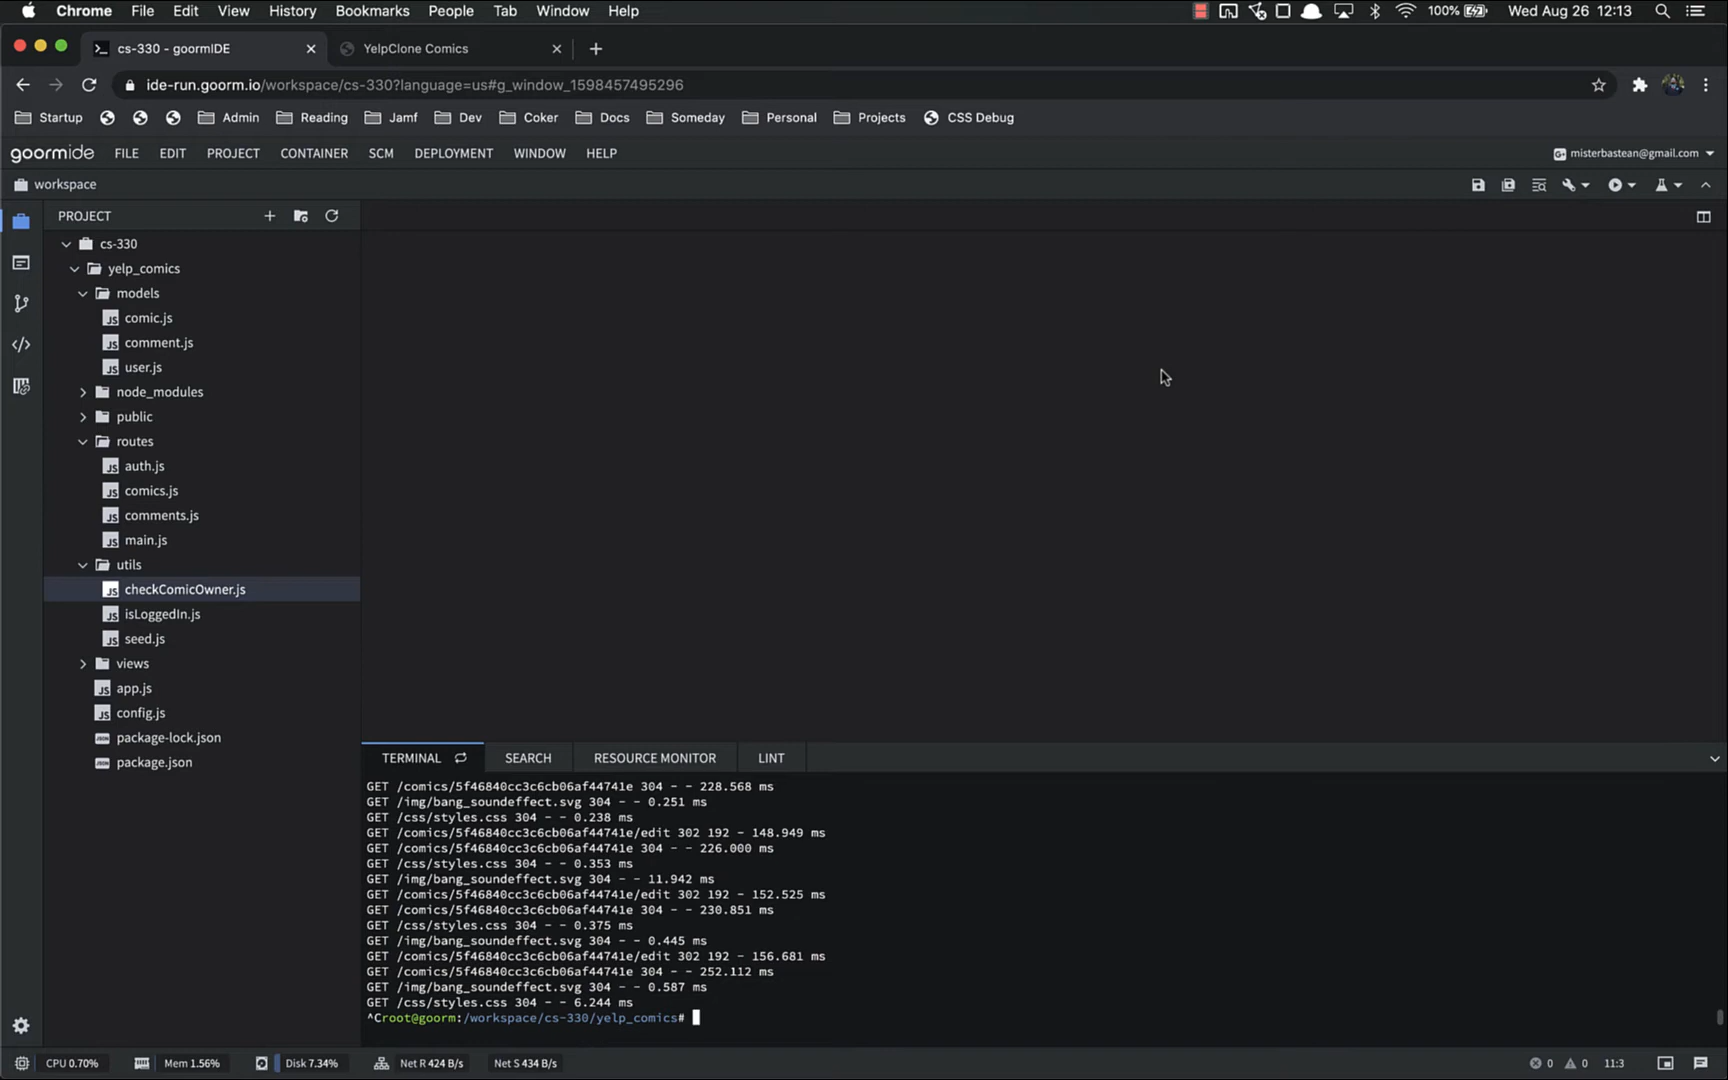 Chrome File Edit View History Bookmarks People Tab Window Help 100% Wed Aug 26 12:13
cs-330 - goormIDE YelpClone Comics
ide-run.goorm.io/workspace/cs-330?language=us#g_window_1598457495296
Startup Admin Reading Jamf Dev Coker Docs Someday Personal Projects CSS Debug
goormide FILE EDIT PROJECT CONTAINER SCM DEPLOYMENT WINDOW HELP misterbastean@gmail.com
workspace
PROJECT
cs-330
yelp_comics
models
comic.js
comment.js
user.js
node_modules
public
routes
auth.js
comics.js
comments.js
main.js
utils
checkComicOwner.js
isLoggedIn.js
seed.js
views
app.js
config.js
package-lock.json
package.json
TERMINAL SEARCH RESOURCE MONITOR LINT
GET /comics/5f46840cc3c6cb06af44741e 304 - - 228.568 ms
GET /img/bang_soundeffect.svg 304 - - 0.251 ms
GET /css/styles.css 304 - - 0.238 ms
GET /comics/5f46840cc3c6cb06af44741e/edit 302 192 - 148.949 ms
GET /comics/5f46840cc3c6cb06af44741e 304 - - 226.000 ms
GET /css/styles.css 304 - - 0.353 ms
GET /img/bang_soundeffect.svg 304 - - 11.942 ms
GET /comics/5f46840cc3c6cb06af44741e/edit 302 192 - 152.525 ms
GET /comics/5f46840cc3c6cb06af44741e 304 - - 230.851 ms
GET /css/styles.css 304 - - 0.375 ms
GET /img/bang_soundeffect.svg 304 - - 0.445 ms
GET /comics/5f46840cc3c6cb06af44741e/edit 302 192 - 156.681 ms
GET /comics/5f46840cc3c6cb06af44741e 304 - - 252.112 ms
GET /img/bang_soundeffect.svg 304 - - 0.587 ms
GET /css/styles.css 304 - - 6.244 ms
^Croot@goorm:/workspace/cs-330/yelp_comics#
CPU 0.70% Mem 1.56% Disk 7.34% Net R 424 B/s Net S 434 B/s 0 0 11:3